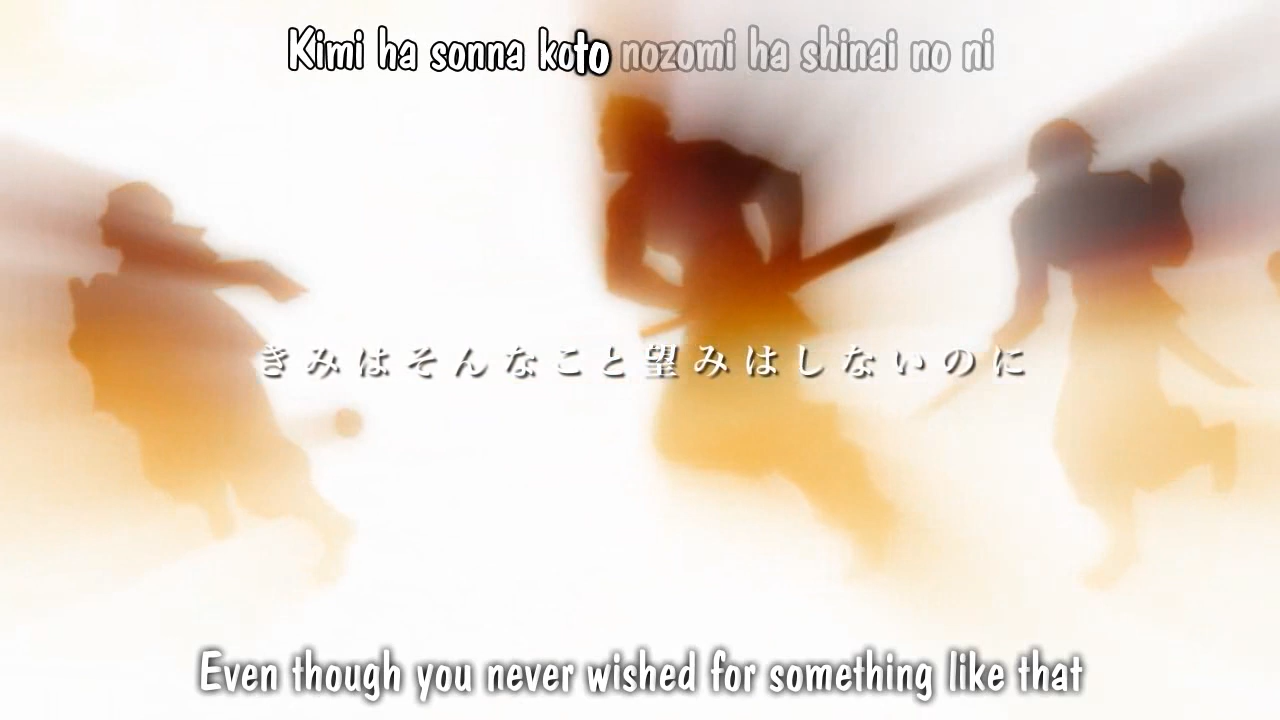 Kimi ha sonna koto nozomi ha shinai no ni
きみはそんなこと望みはしないのに
Even though you never wished for something like that